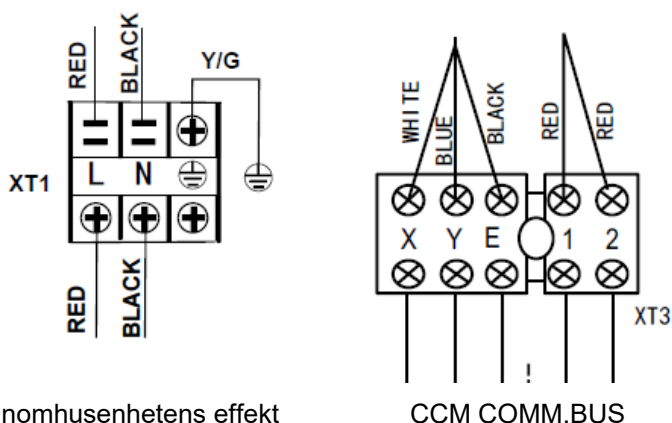 RED
BLACK
Y/G
XT1
L N
RED
BLACK
nomhusenhetens effekt
WHITE
BLUE
BLACK
RED
RED
X Y E 1 2
XT3
!
CCM COMM.BUS